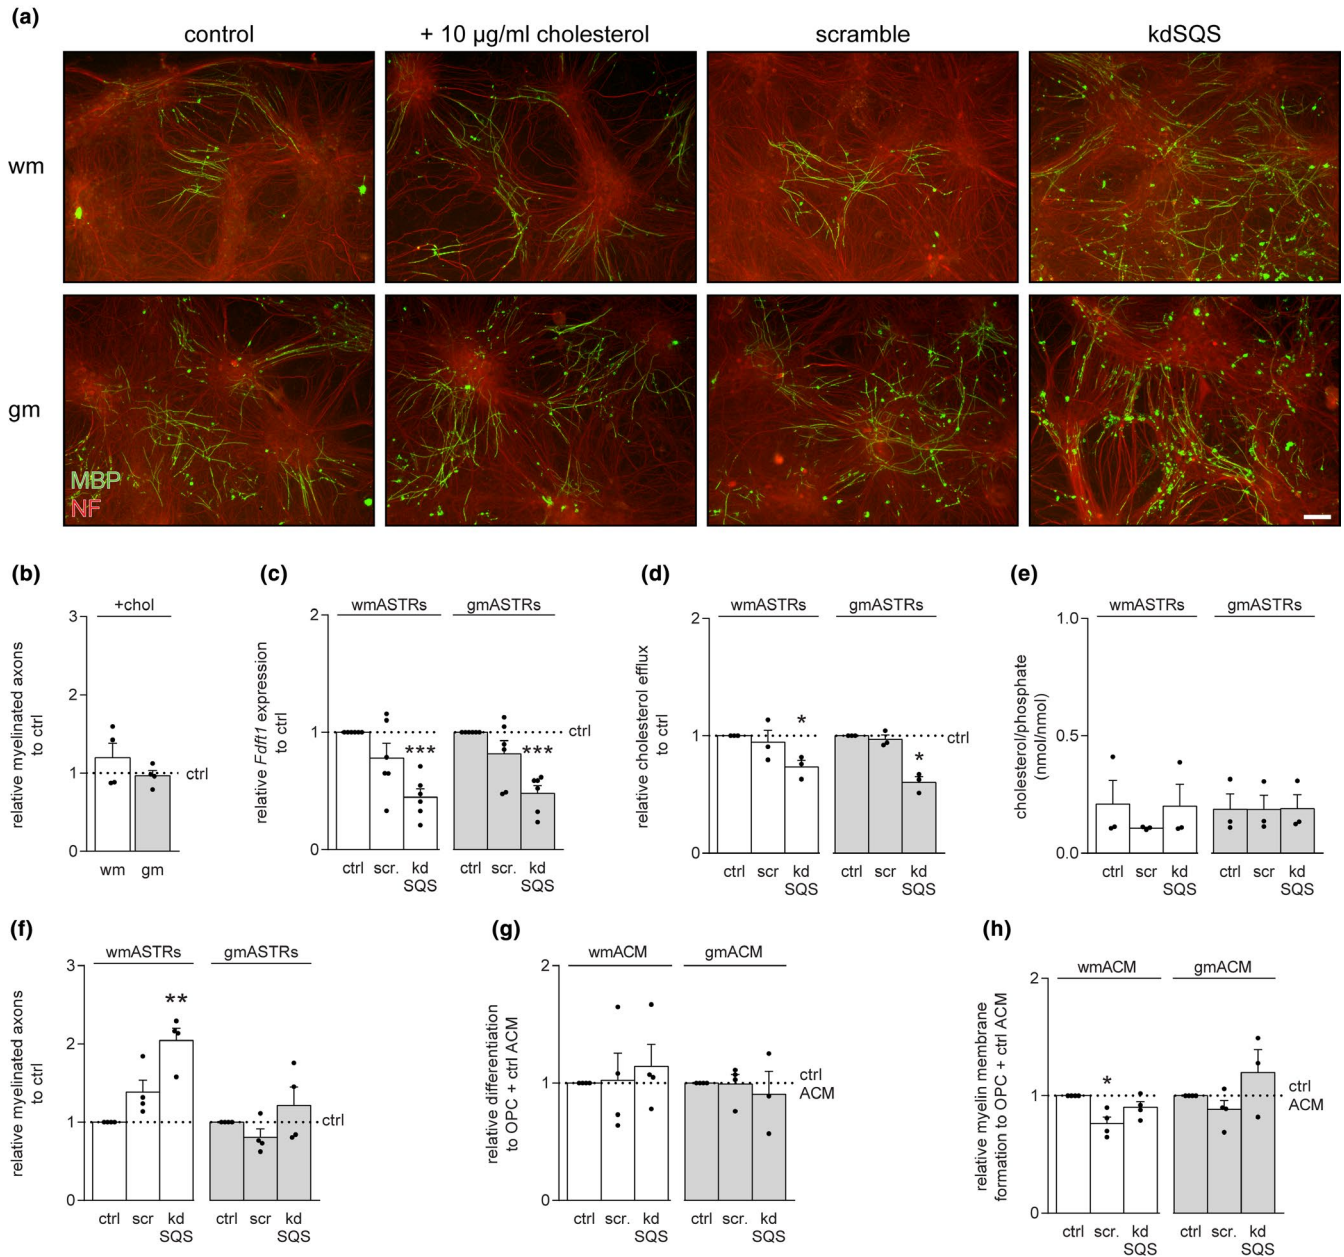 (a)
control
+ 10 µg/ml cholesterol
scramble
kdSQS
wm
gm
MBP
NF
(b)
+chol
relative myelinated axons
to ctrl
3
2
1
0
ctrl
wm
gm
(c)
wmASTRs
gmASTRs
relative Fdft1 expression
to ctrl
2
1
0
***
***
ctrl
ctrl
scr.
kd
SQS
ctrl
scr.
kd
SQS
(d)
wmASTRs
gmASTRs
relative cholesterol efflux
to ctrl
2
1
0
*
*
ctrl
ctrl
scr
kd
SQS
ctrl
scr
kd
SQS
(e)
wmASTRs
gmASTRs
cholesterol/phosphate
(nmol/nmol)
1.0
0.5
0.0
ctrl
scr
kd
SQS
ctrl
scr
kd
SQS
(f)
wmASTRs
gmASTRs
relative myelinated axons
to ctrl
3
2
1
0
**
ctrl
ctrl
scr
kd
SQS
ctrl
scr
kd
SQS
(g)
wmACM
gmACM
relative differentiation
to OPC + ctrl ACM
2
1
0
ctrl
ACM
ctrl
scr.
kd
SQS
ctrl
scr.
kd
SQS
(h)
wmACM
gmACM
relative myelin membrane
formation to OPC + ctrl ACM
2
1
0
*
ctrl
ACM
ctrl
scr.
kd
SQS
ctrl
scr.
kd
SQS